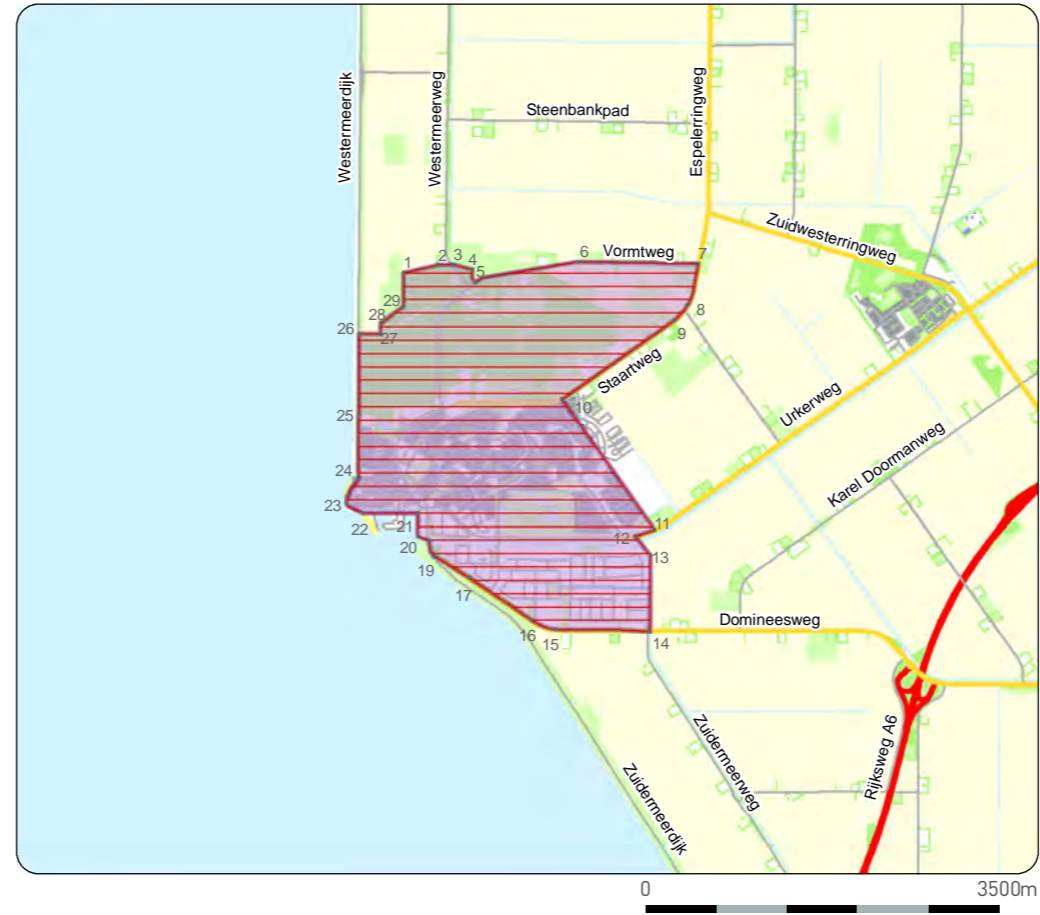 Westermeerdijk
Westermeerweg
Steenbankpad
Espelerringweg
Zuidwesterringweg
Vormtweg
1
2
3
4
5
6
7
8
9
29
28
27
26
Staartweg
10
25
Urkerweg
Karel Doormanweg
24
23
22
21
20
19
17
11
12
13
16
15
14
Domineesweg
Zuidermeerweg
Zuidermeerdijk
Rijksweg A6
0
3500m